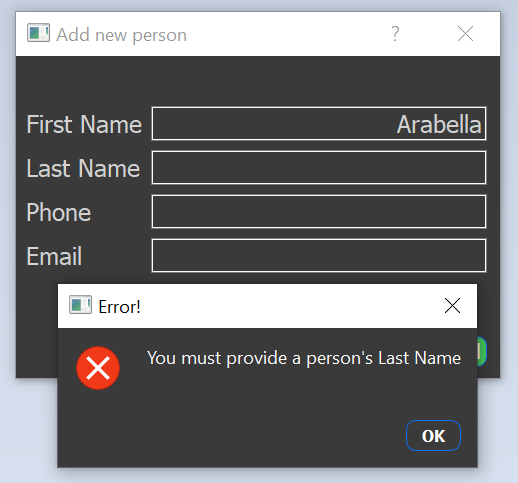 Add new person
?
First Name Arabella
Last Name
Phone
Email
Error!
You must provide a person's Last Name
OK